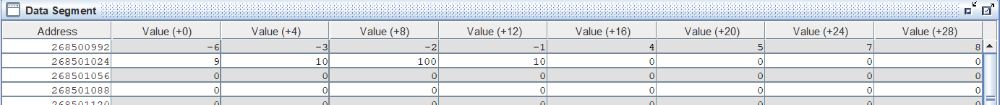 Data Segment
Address Value (+0) Value (+4) Value (+8) Value (+12) Value (+16) Value (+20) Value (+24) Value (+28)
268500992 -6 -3 -2 -1 4 5 7 8
268501024 9 10 100 10 0 0 0 0
268501056 0 0 0 0 0 0 0 0
268501088 0 0 0 0 0 0 0 0
268501120 0 0 0 0 0 0 0 0